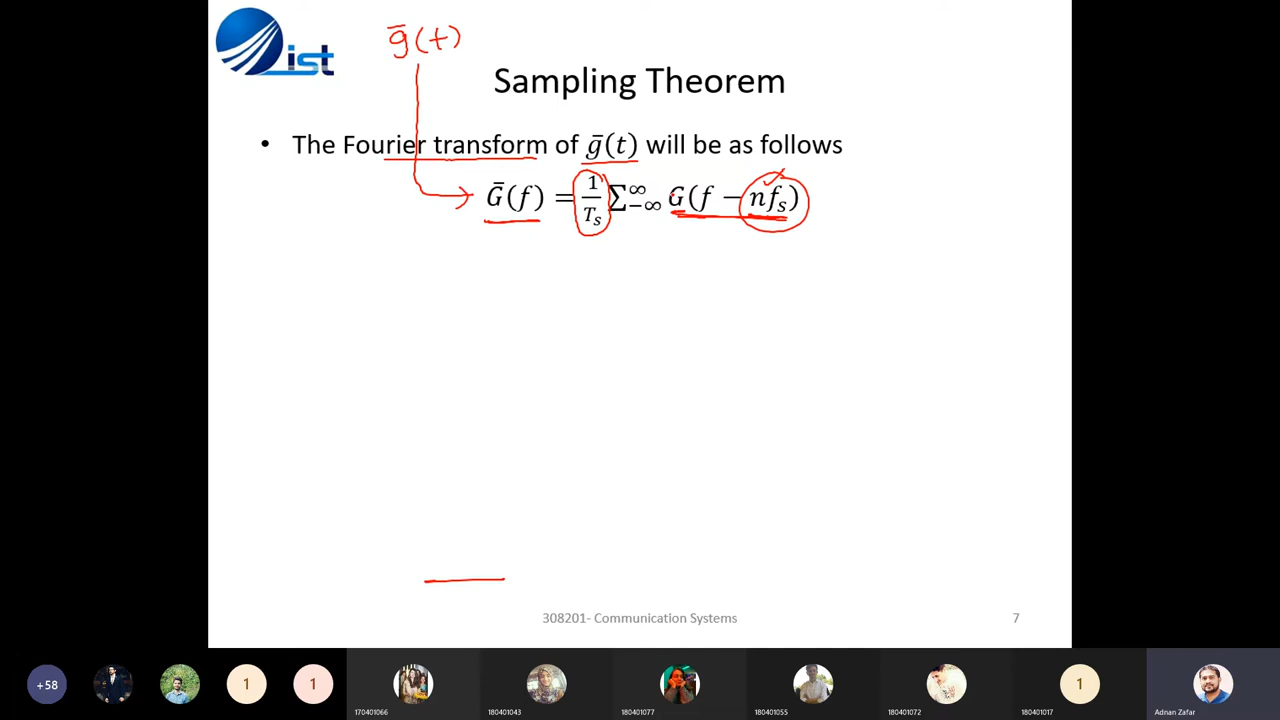 ḡ(t)
ist
Sampling Theorem
• The Fourier transform of ḡ(t) will be as follows
Ḡ(f) = 1/Tₛ ∑_{−∞}^{∞} G(f − nfₛ)
308201- Communication Systems
7
+58
1
1
1
170401066
180401043
180401077
180401055
180401072
180401017
Adnan Zafar